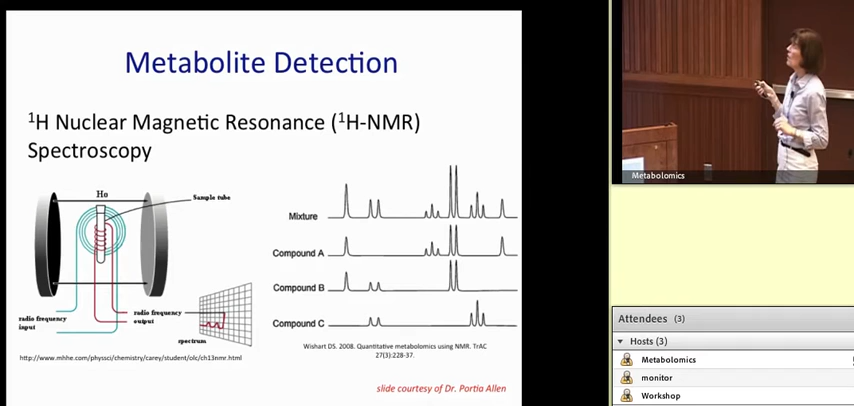 Metabolite Detection
¹H Nuclear Magnetic Resonance (¹H-NMR)
Spectroscopy
Ho
Sample tube
radio frequency
input
radio frequency
output
spectrum
http://www.mhhe.com/physsci/chemistry/carey/student/olc/ch13nmr.html
Mixture
Compound A
Compound B
Compound C
Wishart DS. 2008. Quantitative metabolomics using NMR. TrAC
27(3):228-37.
slide courtesy of Dr. Portia Allen
Metabolomics
Attendees (3)
Hosts (3)
Metabolomics
monitor
Workshop